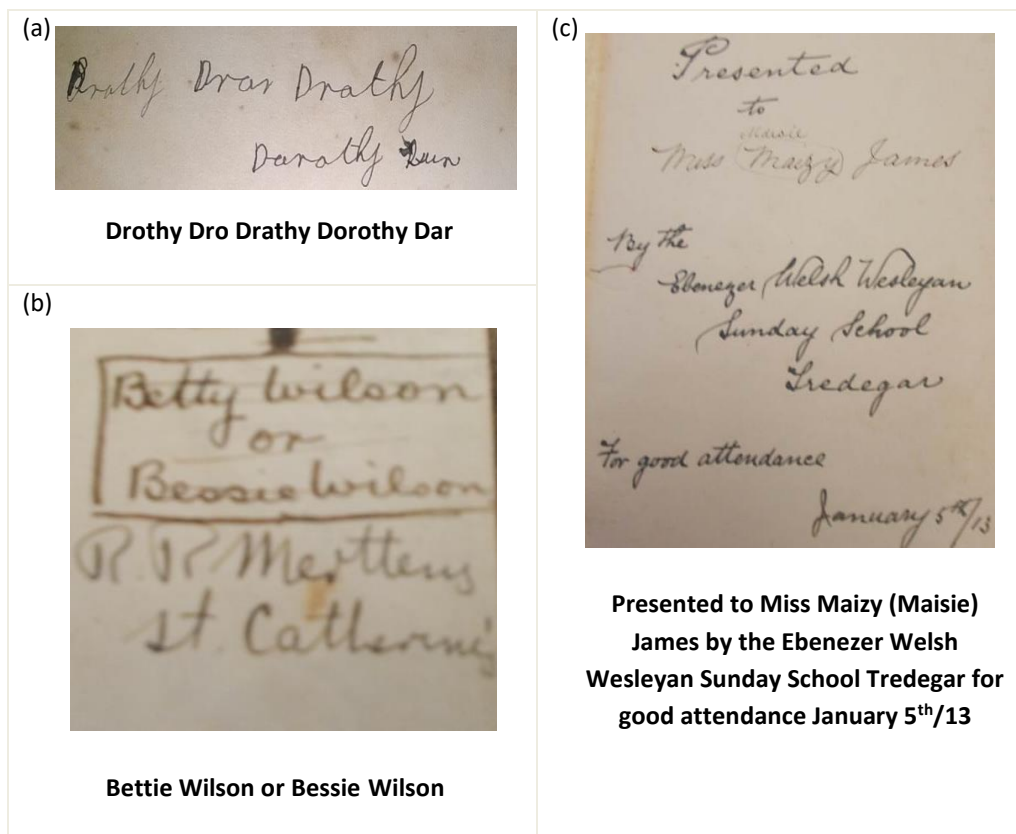 (a)
Drothy Drar Drathy
Darothy
Drothy Dro Drathy Dorothy Dar
(b)
Betty Wilson
or
Bessie Wilson
R. R Merttens
St. Catherine's
Bettie Wilson or Bessie Wilson
(c)
Presented
to
Maisie
Miss Maizy James
By the
Ebenezer Welsh Wesleyan
Sunday School
Tredegar
For good attendance
January 5th/13
Presented to Miss Maizy (Maisie)
James by the Ebenezer Welsh
Wesleyan Sunday School Tredegar for
good attendance January 5th/13